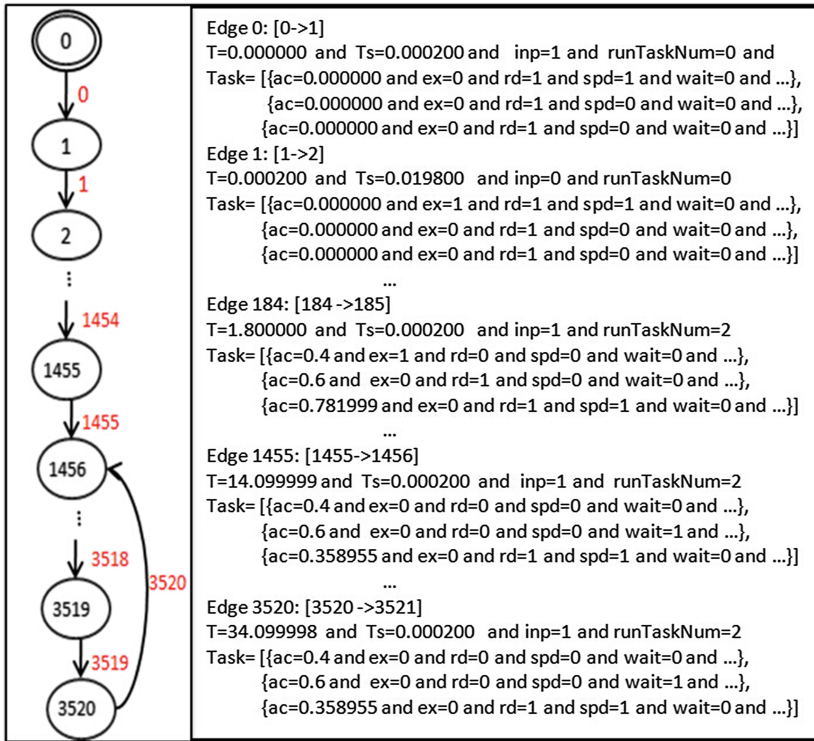 0
0
1
1
2
⋮
1454
1455
1455
1456
⋮
3518
3520
3519
3519
3520
Edge 0: [0->1]
T=0.000000 and Ts=0.000200 and inp=1 and runTaskNum=0 and
Task= [{ac=0.000000 and ex=0 and rd=1 and spd=1 and wait=0 and ...},
{ac=0.000000 and ex=0 and rd=1 and spd=0 and wait=0 and ...},
{ac=0.000000 and ex=0 and rd=1 and spd=0 and wait=0 and ...}]
Edge 1: [1->2]
T=0.000200 and Ts=0.019800 and inp=0 and runTaskNum=0
Task= [{ac=0.000000 and ex=1 and rd=1 and spd=1 and wait=0 and ...},
{ac=0.000000 and ex=0 and rd=1 and spd=0 and wait=0 and ...},
{ac=0.000000 and ex=0 and rd=1 and spd=0 and wait=0 and ...}]
...
Edge 184: [184 ->185]
T=1.800000 and Ts=0.000200 and inp=1 and runTaskNum=2
Task= [{ac=0.4 and ex=1 and rd=0 and spd=0 and wait=0 and ...},
{ac=0.6 and ex=0 and rd=1 and spd=0 and wait=0 and ...},
{ac=0.781999 and ex=0 and rd=1 and spd=1 and wait=0 and ...}]
...
Edge 1455: [1455->1456]
T=14.099999 and Ts=0.000200 and inp=1 and runTaskNum=2
Task= [{ac=0.4 and ex=0 and rd=0 and spd=0 and wait=0 and ...},
{ac=0.6 and ex=0 and rd=0 and spd=0 and wait=1 and ...},
{ac=0.358955 and ex=0 and rd=1 and spd=1 and wait=0 and ...}]
...
Edge 3520: [3520 ->3521]
T=34.099998 and Ts=0.000200 and inp=1 and runTaskNum=2
Task= [{ac=0.4 and ex=0 and rd=0 and spd=0 and wait=0 and ...},
{ac=0.6 and ex=0 and rd=0 and spd=0 and wait=1 and ...},
{ac=0.358955 and ex=0 and rd=1 and spd=1 and wait=0 and ...}]